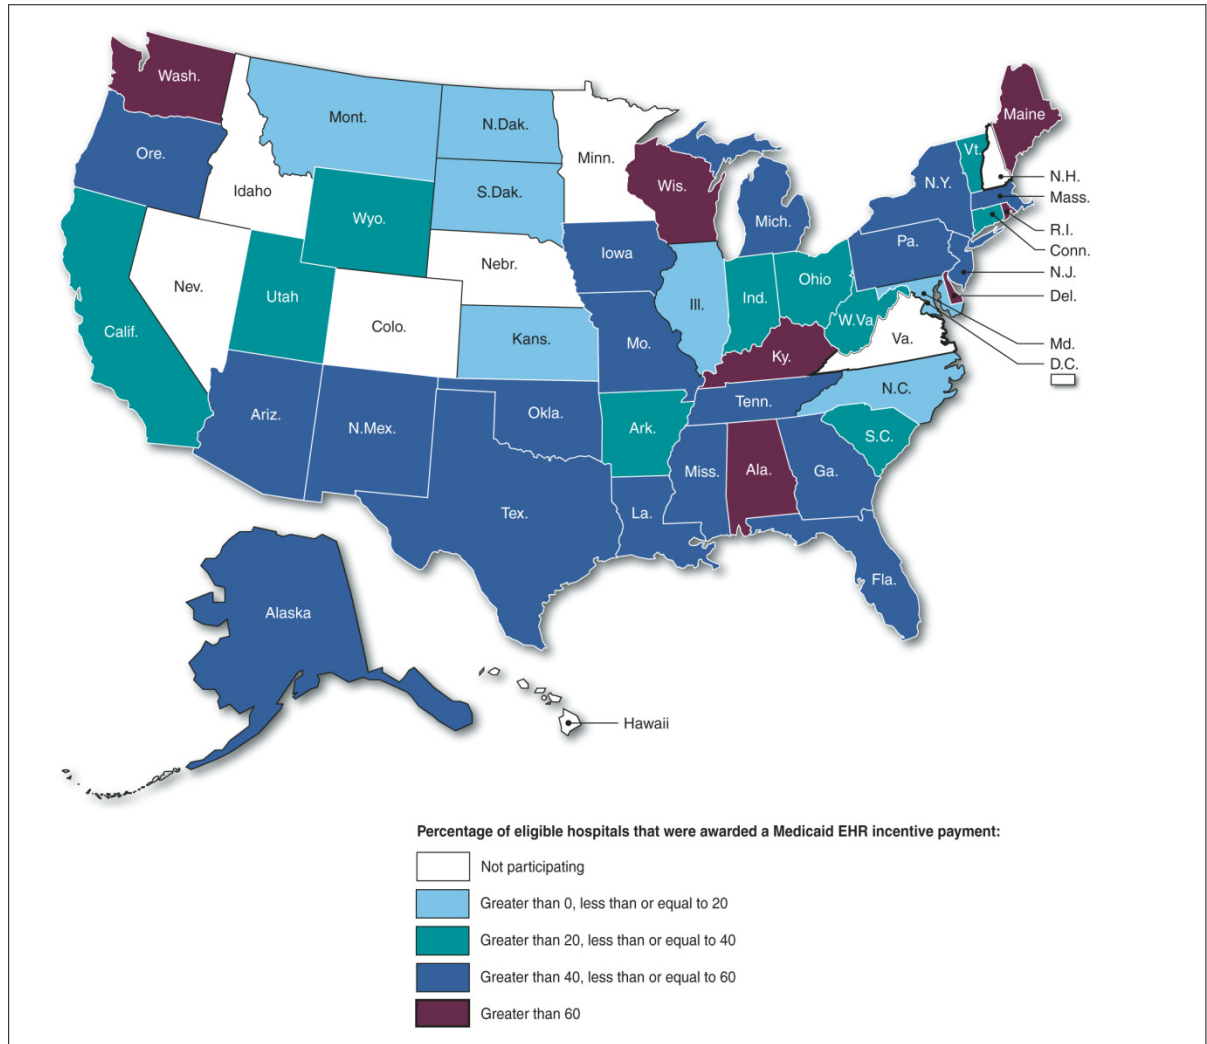 Wash.
Maine
Mont.
N.Dak.
Vt.
Ore.
Minn.
N.H.
Idaho
S.Dak.
Wis.
N.Y.
Mass.
Wyo.
Mich.
R.I.
Iowa
Pa.
Conn.
Nebr.
N.J.
Nev.
Utah
Ill.
Ind.
Ohio
Del.
Calif.
Colo.
Kans.
Mo.
W.Va
Va.
Md.
Ky.
D.C.
N.C.
Tenn.
Ariz.
N.Mex.
Okla.
Ark.
S.C.
Miss.
Ala.
Ga.
Tex.
La.
Fla.
Alaska
Hawaii
Percentage of eligible hospitals that were awarded a Medicaid EHR incentive payment:
Not participating
Greater than 0, less than or equal to 20
Greater than 20, less than or equal to 40
Greater than 40, less than or equal to 60
Greater than 60